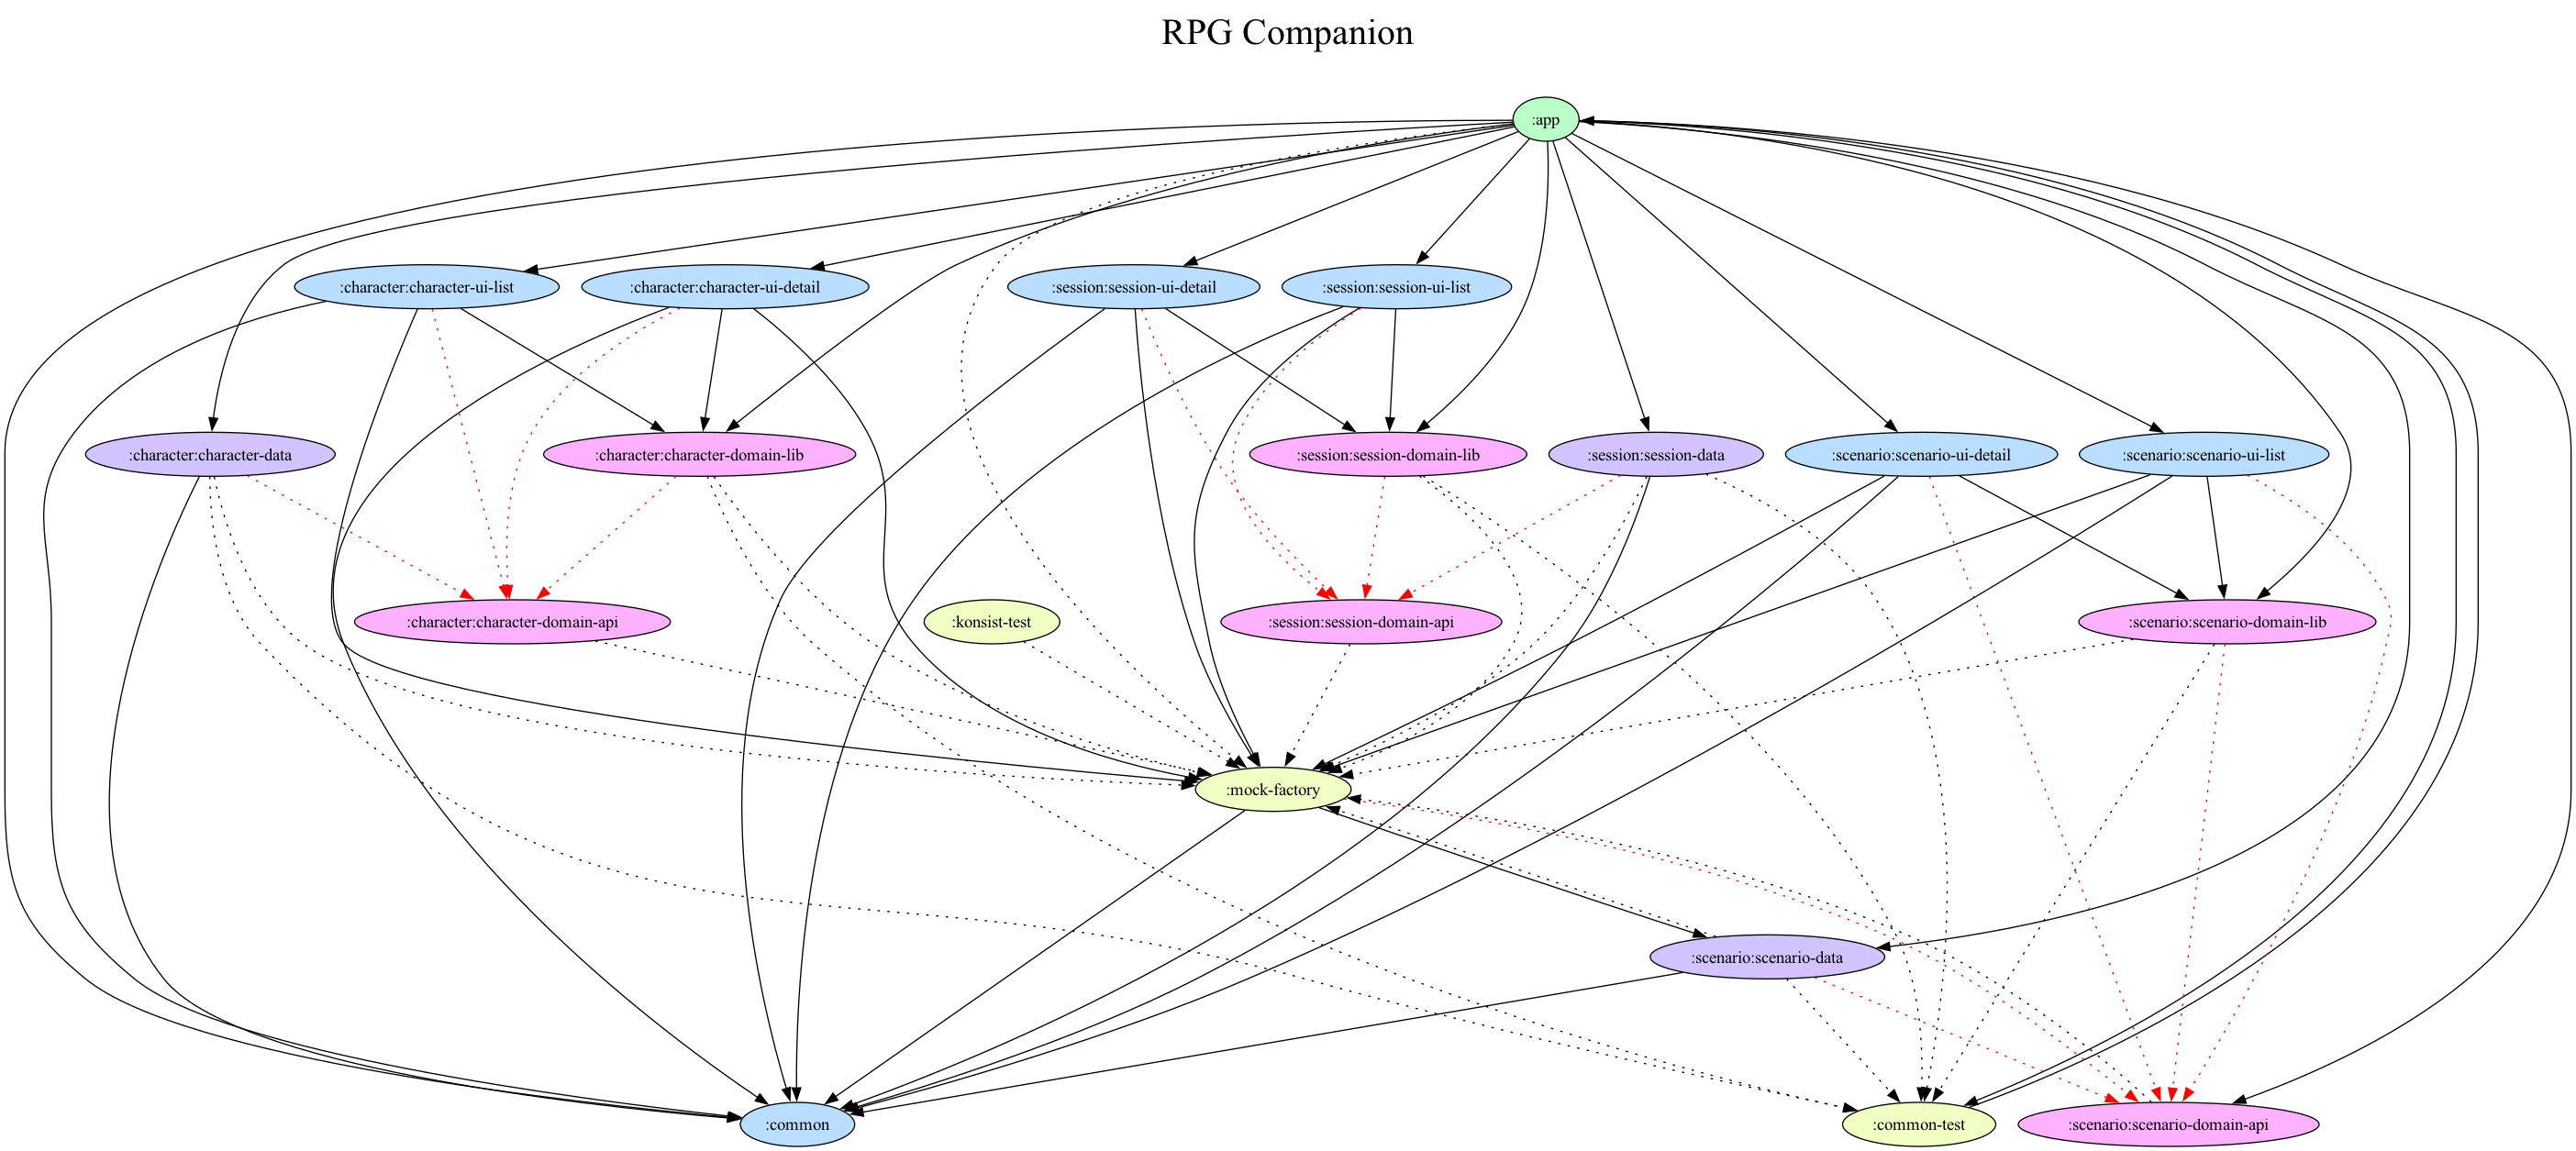 RPG Companion
:app
:character:character-ui-list
:character:character-ui-detail
:session:session-ui-detail
:session:session-ui-list
:character:character-data
:character:character-domain-lib
:session:session-domain-lib
:session:session-data
:scenario:scenario-ui-detail
:scenario:scenario-ui-list
:character:character-domain-api
:konsist-test
:session:session-domain-api
:scenario:scenario-domain-lib
:mock-factory
:scenario:scenario-data
:common
:common-test
:scenario:scenario-domain-api